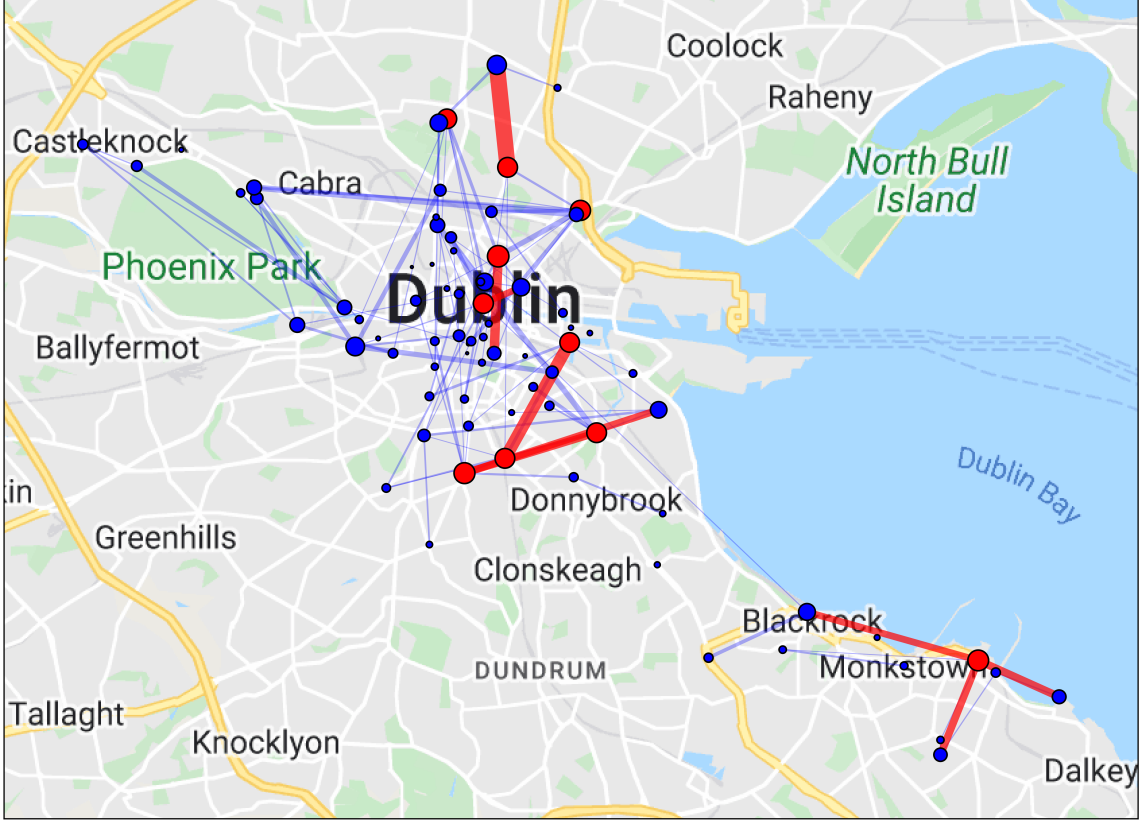 Coolock
Raheny
Castleknock
North Bull
Island
Cabra
Phoenix Park
Dublin
Ballyfermot
Dublin Bay
kin
Donnybrook
Greenhills
Clonskeagh
Blackrock
DUNDRUM
Monkstown
Tallaght
Knocklyon
Dalkey